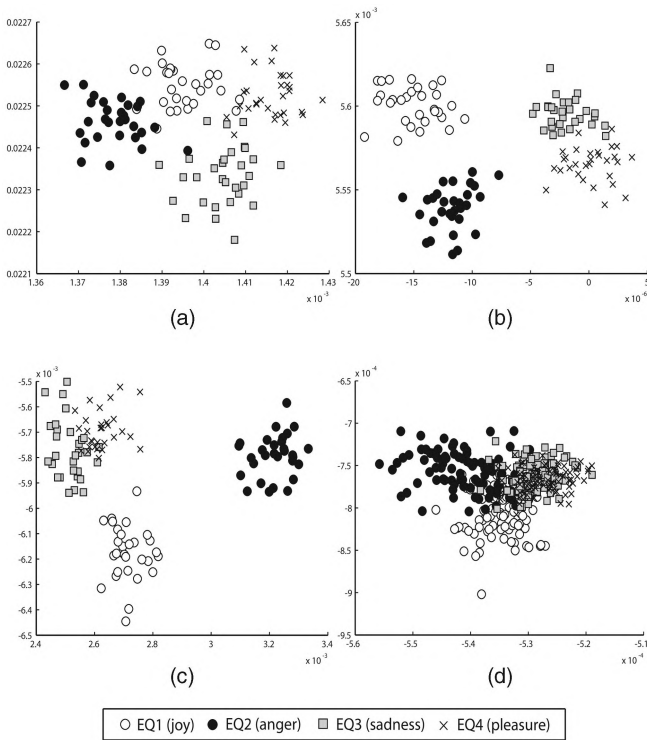 0.0227
0.0226
0.0225
0.0224
0.0223
0.0222
0.0221
1.36 1.37 1.38 1.39 1.4 1.41 1.42 1.43
x 10⁻³
(a)
x 10⁻³
5.65
5.6
5.55
5.5
-20 -15 -10 -5 0 5
x 10⁻⁶
(b)
x 10⁻³
-5.5
-5.6
-5.7
-5.8
-5.9
-6
-6.1
-6.2
-6.3
-6.4
-6.5
2.4 2.6 2.8 3 3.2 3.4
x 10⁻³
(c)
x 10⁻⁴
-6.5
-7
-7.5
-8
-8.5
-9
-9.5
-5.6 -5.5 -5.4 -5.3 -5.2 -5.1
x 10⁻⁴
(d)
EQ1 (joy) EQ2 (anger) EQ3 (sadness) EQ4 (pleasure)